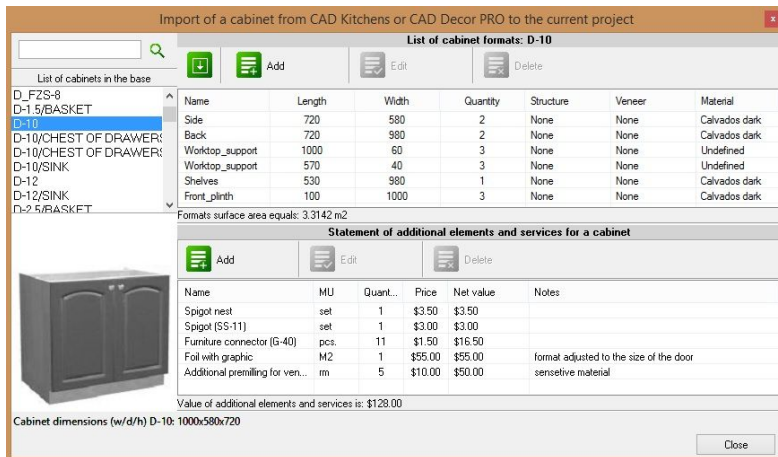 Import of a cabinet from CAD Kitchens or CAD Decor PRO to the current project
x
List of cabinets in the base
D_FZS-8
D-1.5/BASKET
D-10
D-10/CHEST OF DRAWERS
D-10/CHEST OF DRAWERS
D-10/SINK
D-12
D-12/SINK
D-2.5/BASKET
List of cabinet formats: D-10
Add Edit Delete
Name Length Width Quantity Structure Veneer Material
Side 720 580 2 None None Calvados dark
Back 720 980 2 None None Calvados dark
Worktop_support 1000 60 3 None None Undefined
Worktop_support 570 40 3 None None Undefined
Shelves 530 980 1 None None Calvados dark
Front_plinth 100 1000 3 None None Calvados dark
Formats surface area equals: 3.3142 m2
Statement of additional elements and services for a cabinet
Add Edit Delete
Name MU Quant... Price Net value Notes
Spigot nest set 1 $3.50 $3.50
Spigot (SS-11) set 1 $3.00 $3.00
Furniture connector (G-40) pcs. 11 $1.50 $16.50
Foil with graphic M2 1 $55.00 $55.00 format adjusted to the size of the door
Additional premilling for ven... rm 5 $10.00 $50.00 sensetive material
Value of additional elements and services is: $128.00
Cabinet dimensions (w/d/h) D-10: 1000x580x720
Close